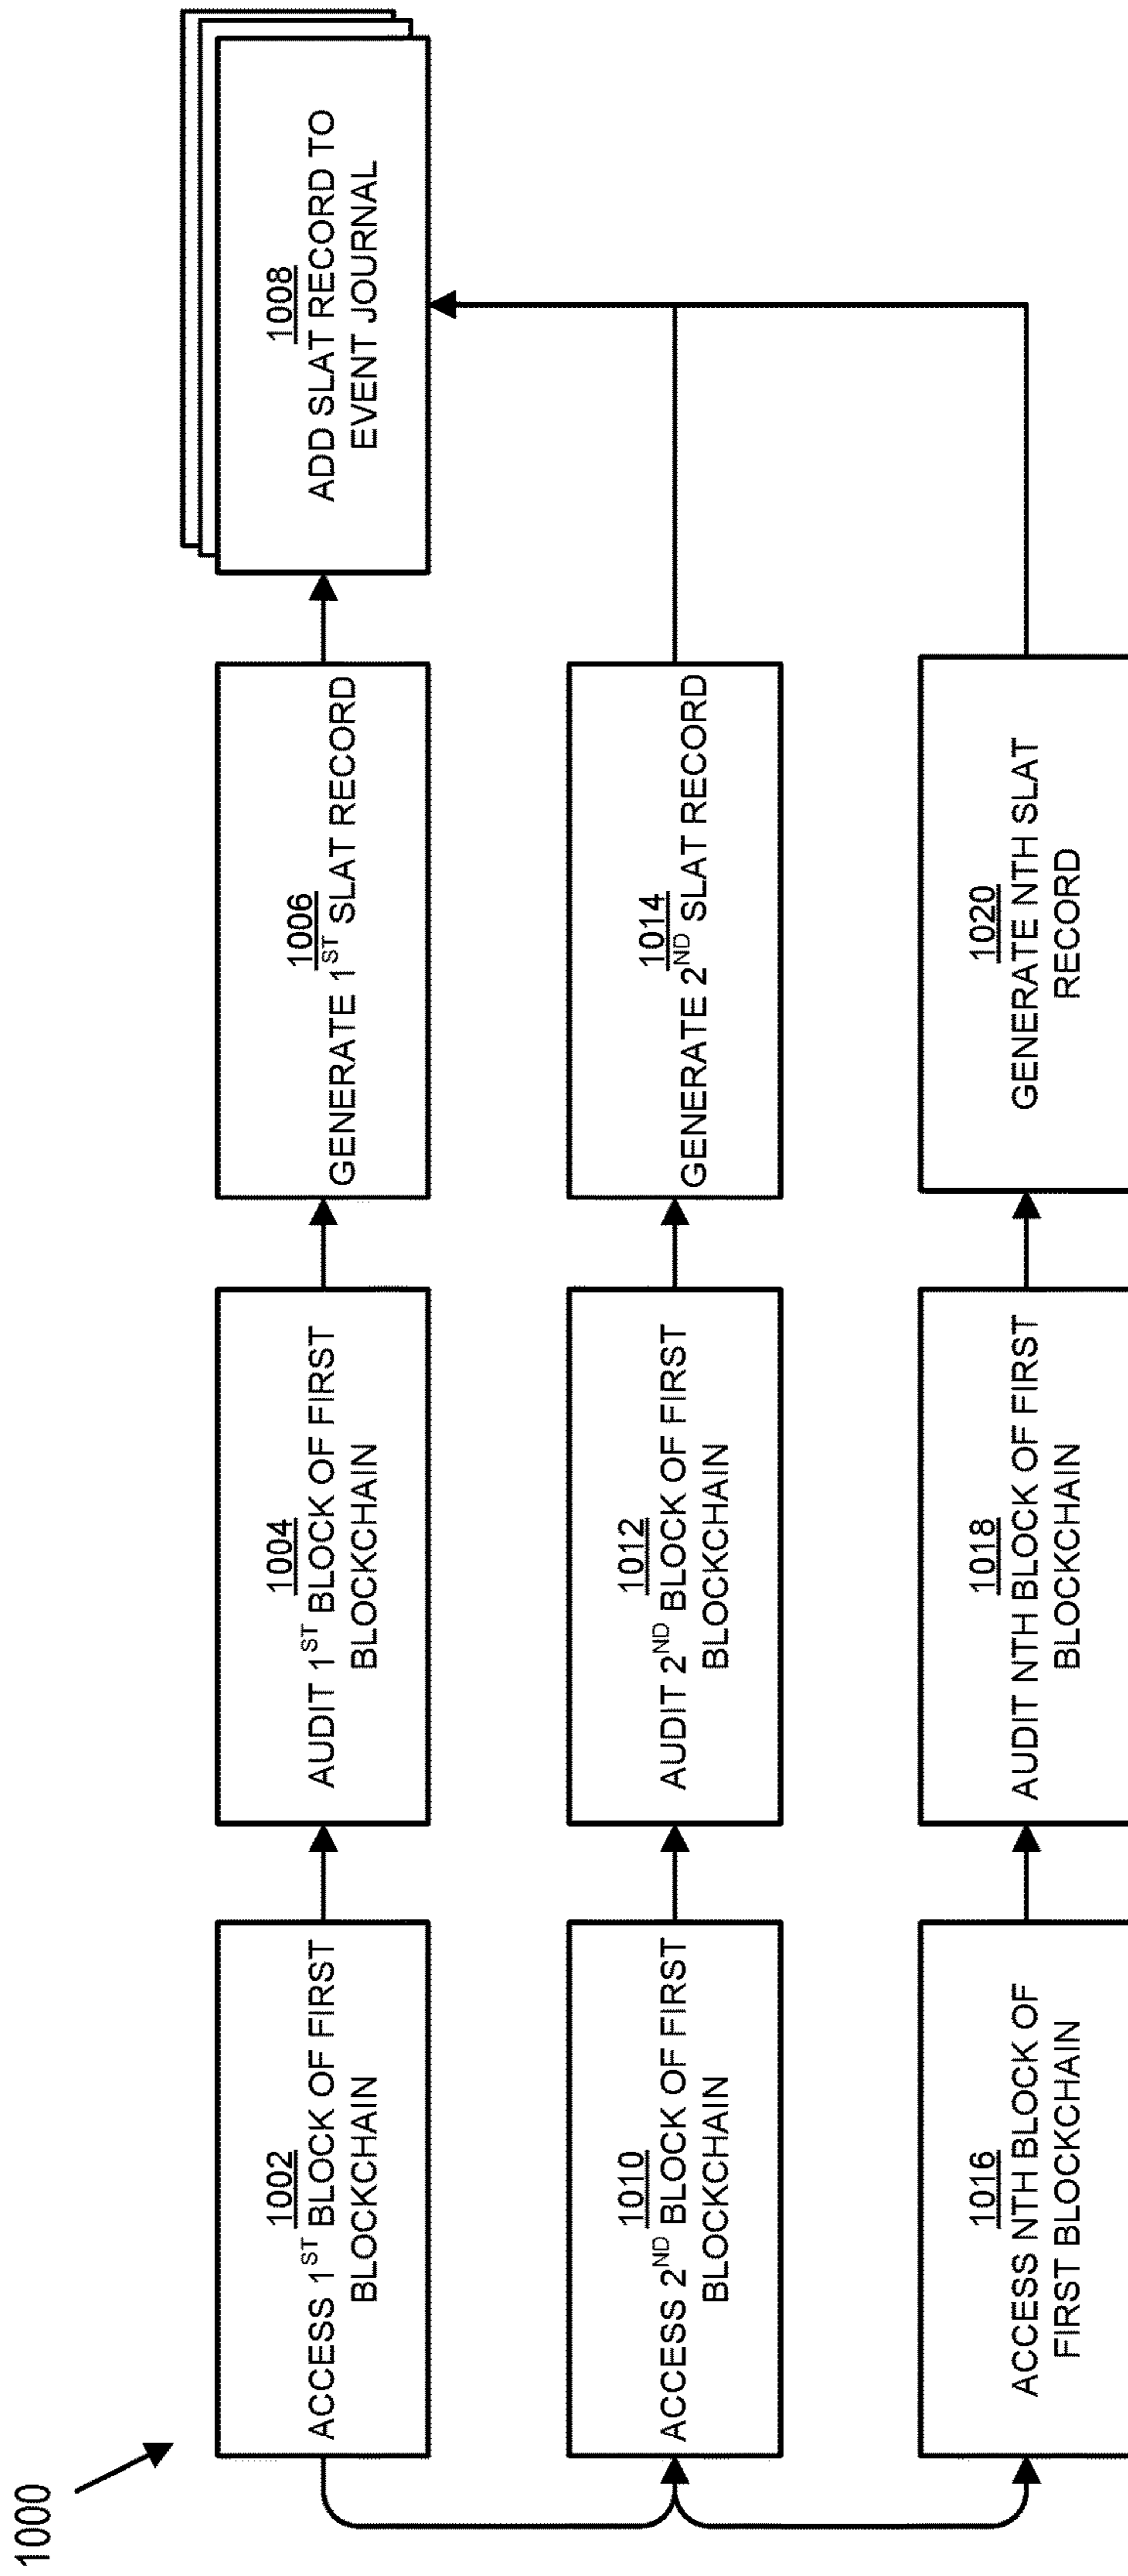 1000
1002
ACCESS 1ST BLOCK OF FIRST
BLOCKCHAIN
1004
AUDIT 1ST BLOCK OF FIRST
BLOCKCHAIN
1006
GENERATE 1ST SLAT RECORD
1008
ADD SLAT RECORD TO
EVENT JOURNAL
1010
ACCESS 2ND BLOCK OF FIRST
BLOCKCHAIN
1012
AUDIT 2ND BLOCK OF FIRST
BLOCKCHAIN
1014
GENERATE 2ND SLAT RECORD
1016
ACCESS NTH BLOCK OF
FIRST BLOCKCHAIN
1018
AUDIT NTH BLOCK OF FIRST
BLOCKCHAIN
1020
GENERATE NTH SLAT
RECORD